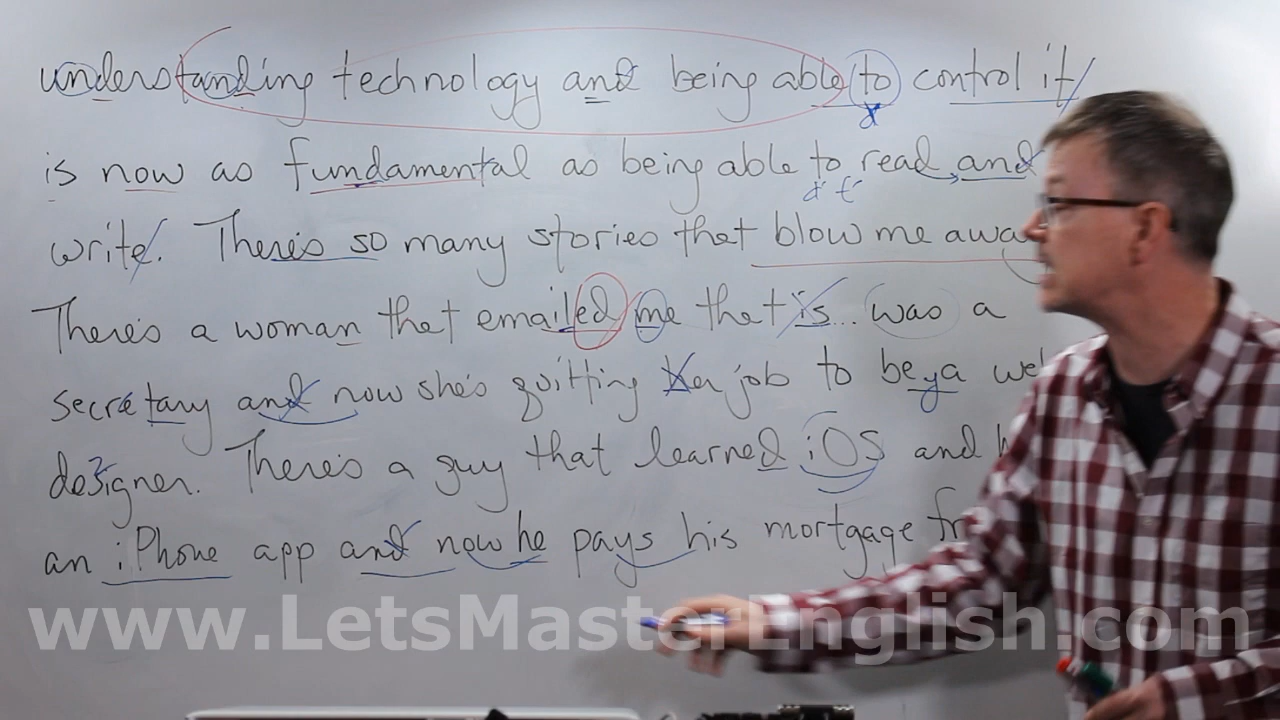 understanding technology and being able to control it
is now as fundamental as being able to read and
write. There's so many stories that blow me
There's a woman that emailed me that is... was a
secretary and now she's quitting her job to be a
designer. There's a guy that learned iOS and
an iPhone app and now he pays his mortgage
www.LetsMasterEnglish.com